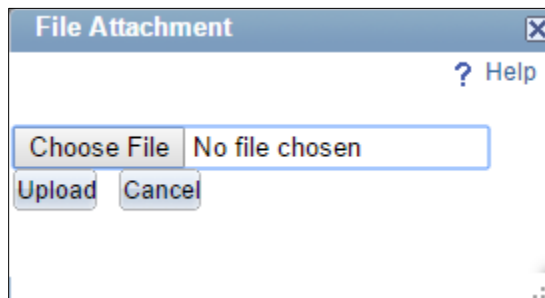 File Attachment
? Help
Choose File No file chosen
Upload Cancel